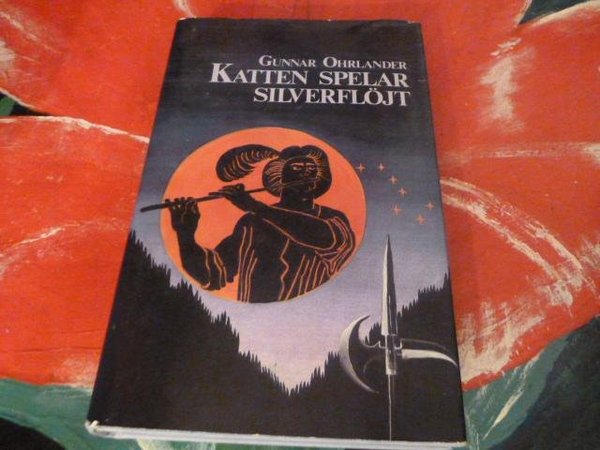 GUNNAR OHRLANDER
KATTEN SPELAR
SILVERFLÖJT